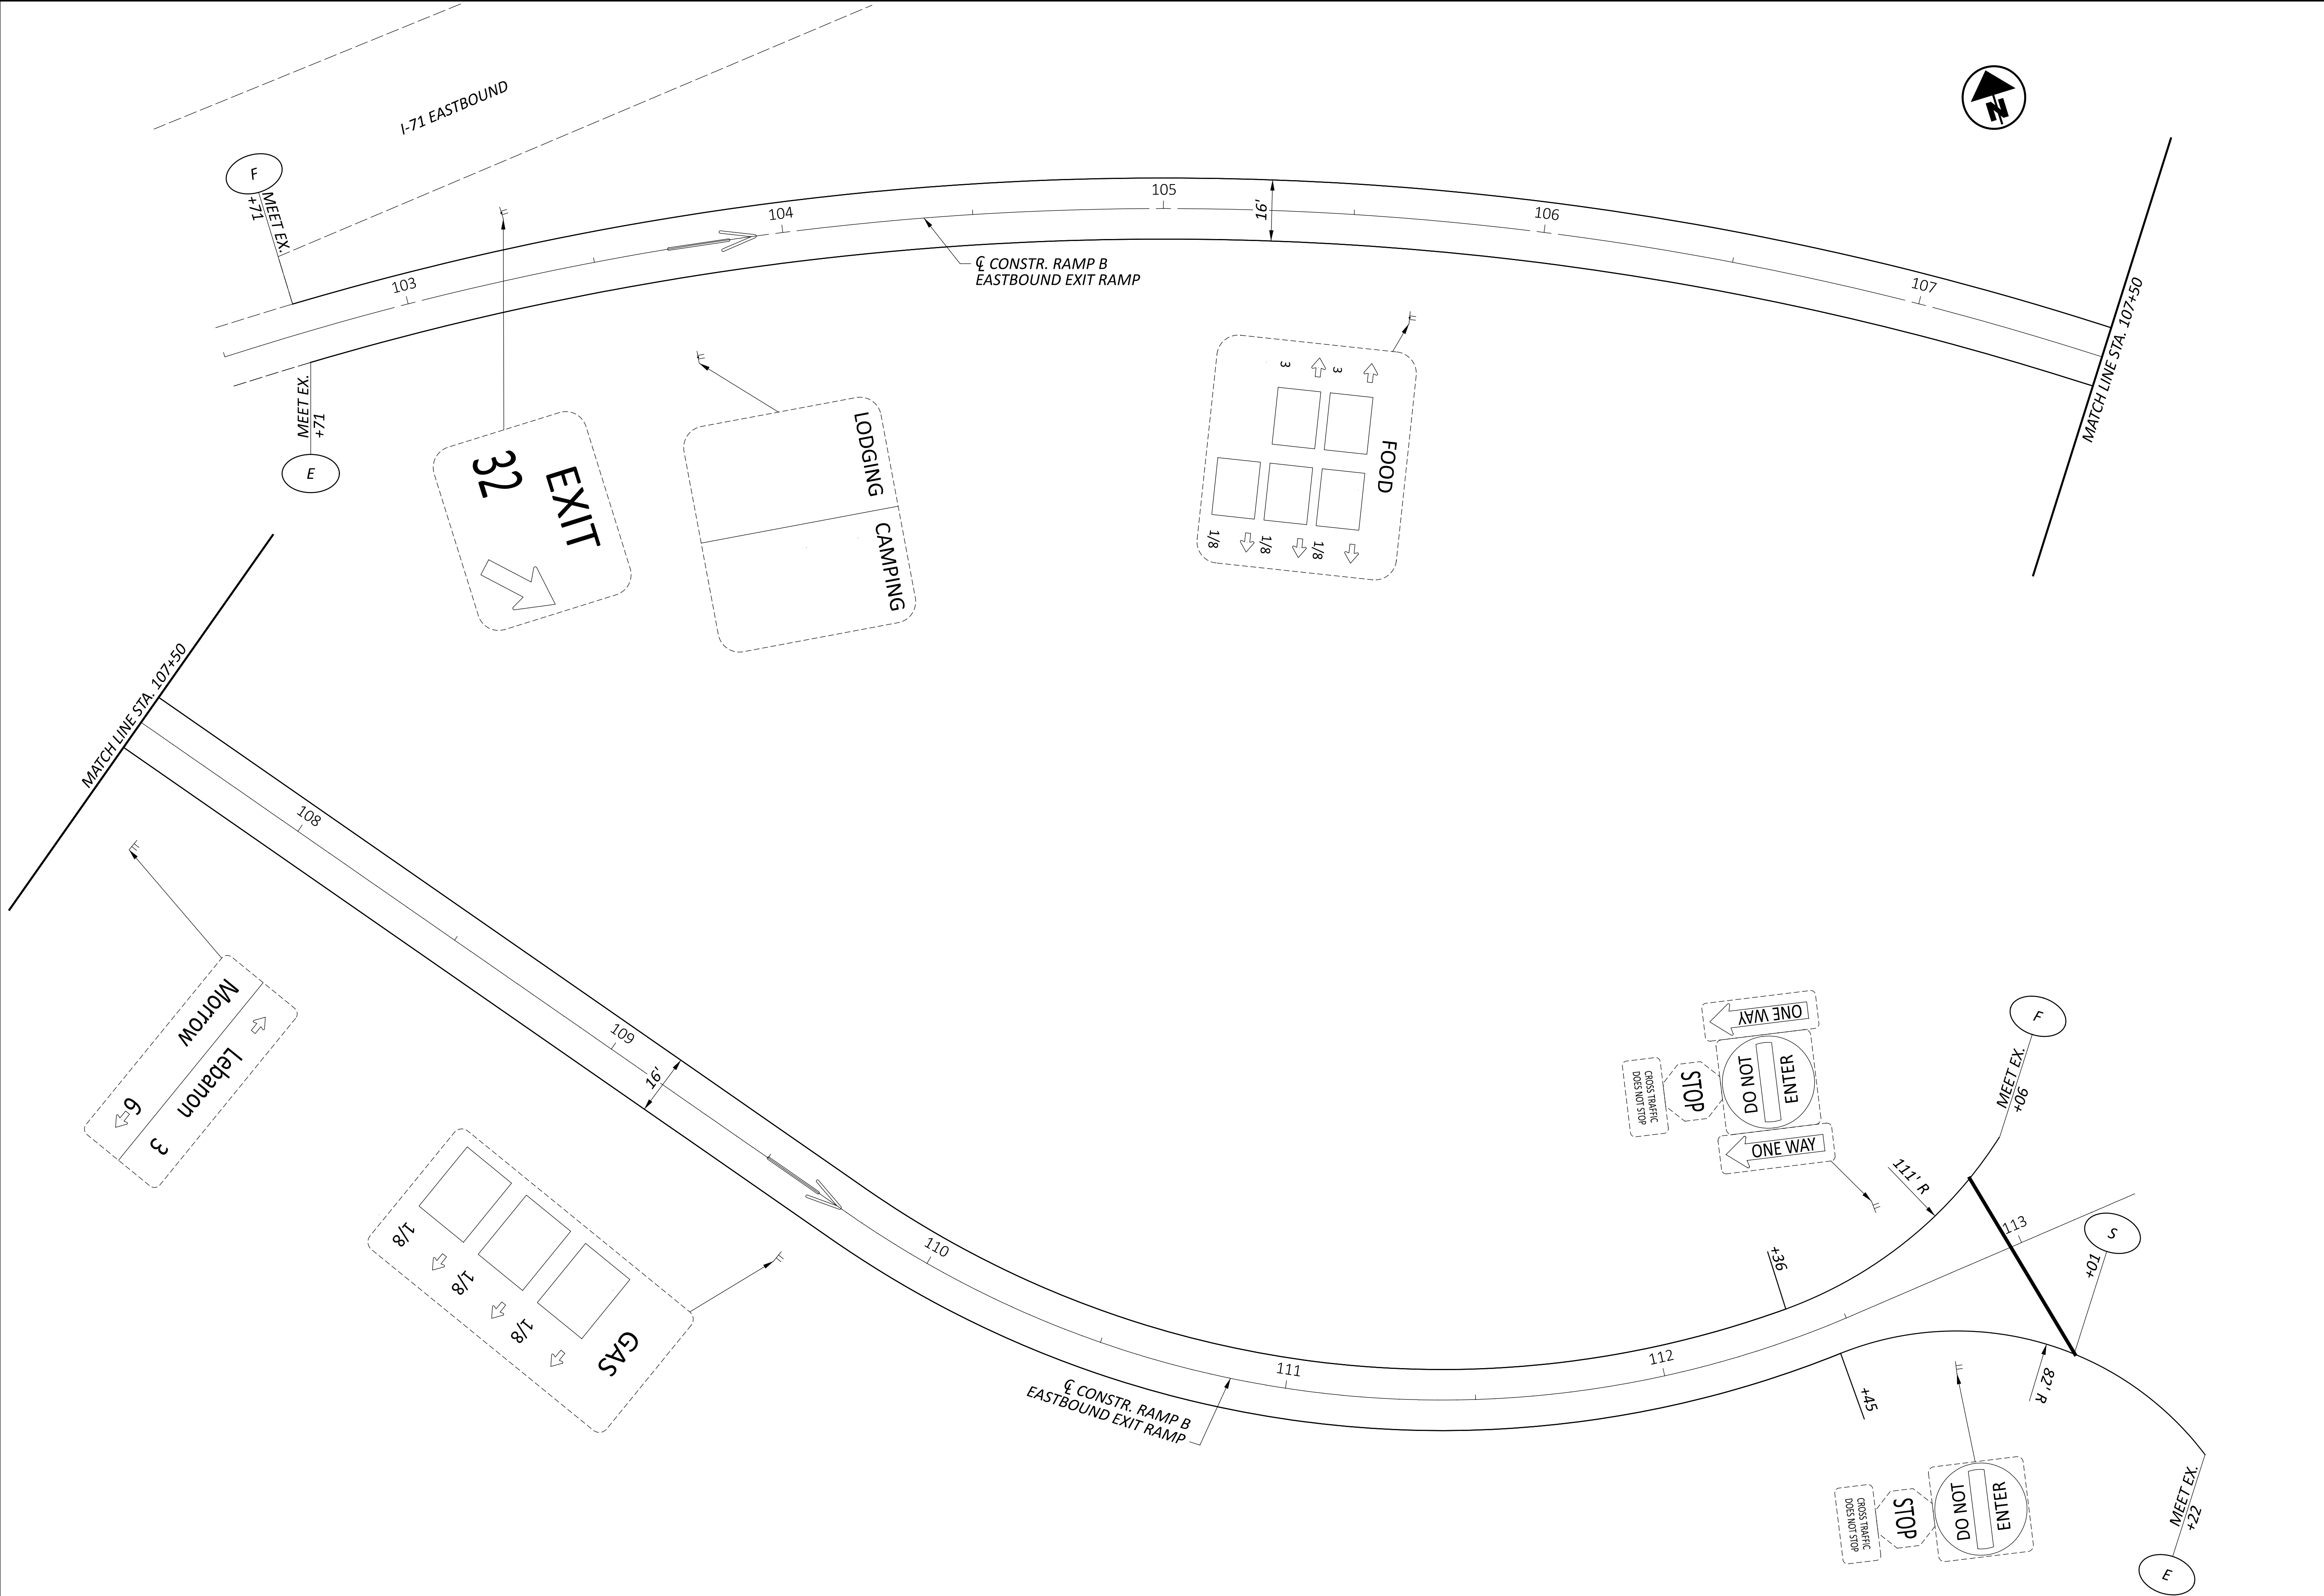 I-71 EASTBOUND
N
F
MEET EX.
+71
103
104
105
106
107
16'
℄ CONSTR. RAMP B
EASTBOUND EXIT RAMP
MATCH LINE STA. 107+50
MEET EX.
+71
E
EXIT
32
LODGING
CAMPING
FOOD
3
3
1/8
1/8
1/8
MATCH LINE STA. 107+50
108
109
16'
110
111
112
113
Morrow
6
Lebanon
3
GAS
1/8
1/8
1/8
℄ CONSTR. RAMP B
EASTBOUND EXIT RAMP
ONE WAY
DO NOT
ENTER
ONE WAY
STOP
CROSS TRAFFIC
DOES NOT STOP
F
MEET EX.
+06
111' R
+36
S
+01
82' R
+45
DO NOT
ENTER
STOP
CROSS TRAFFIC
DOES NOT STOP
MEET EX.
+22
E